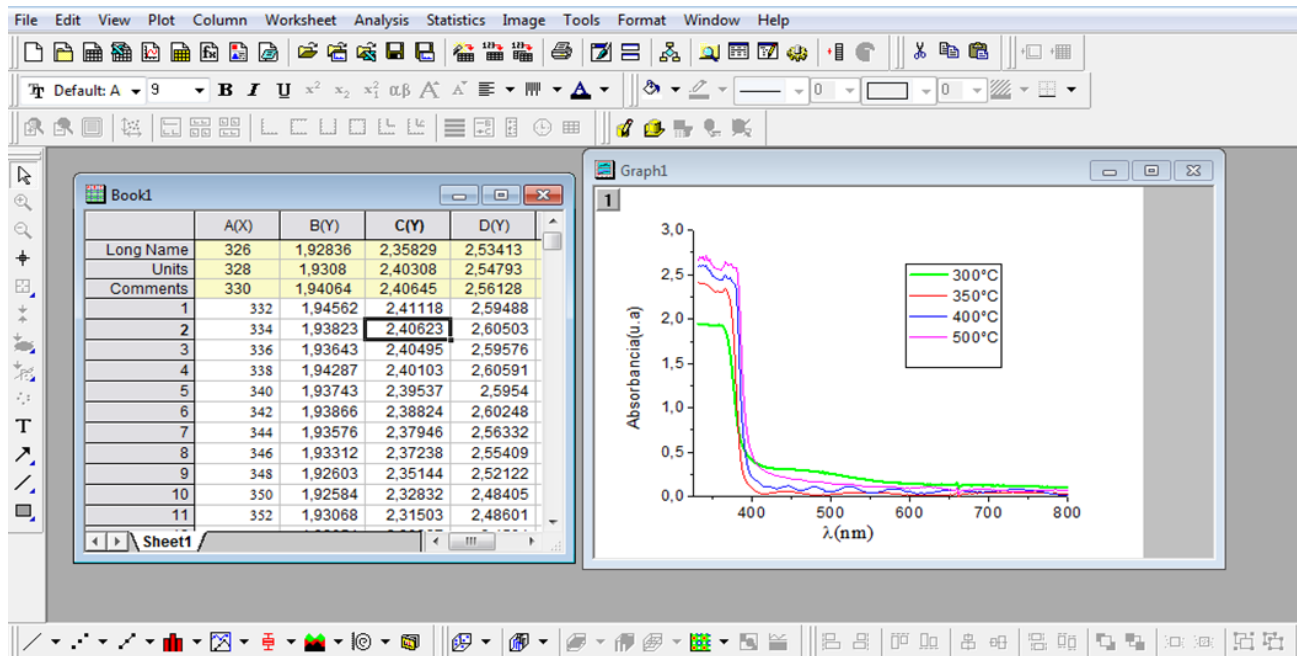 File Edit View Plot Column Worksheet Analysis Statistics Image Tools Format Window Help
Default: A 9 B I U x² x₂ x²₁ αβ A A A 0 0
Book1
A(X) B(Y) C(Y) D(Y)
Long Name 326 1,92836 2,35829 2,53413
Units 328 1,9308 2,40308 2,54793
Comments 330 1,94064 2,40645 2,56128
1 332 1,94562 2,41118 2,59488
2 334 1,93823 2,40623 2,60503
3 336 1,93643 2,40495 2,59576
4 338 1,94287 2,40103 2,60591
5 340 1,93743 2,39537 2,5954
6 342 1,93866 2,38824 2,60248
7 344 1,93576 2,37946 2,56332
8 346 1,93312 2,37238 2,55409
9 348 1,92603 2,35144 2,52122
10 350 1,92584 2,32832 2,48405
11 352 1,93068 2,31503 2,48601
Sheet1
T
Graph1
1
3,0
2,5
2,0
1,5
1,0
0,5
0,0
Absorbancia(u.a)
400 500 600 700 800
λ(nm)
300°C
350°C
400°C
500°C